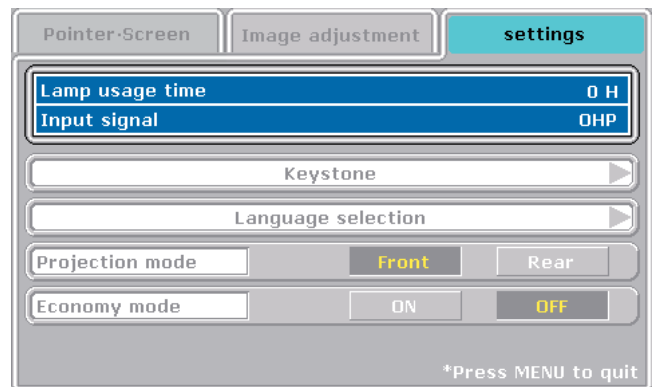 Pointer·Screen Image adjustment settings
Lamp usage time 0 H
Input signal OHP
Keystone
Language selection
Projection mode Front Rear
Economy mode ON OFF
*Press MENU to quit